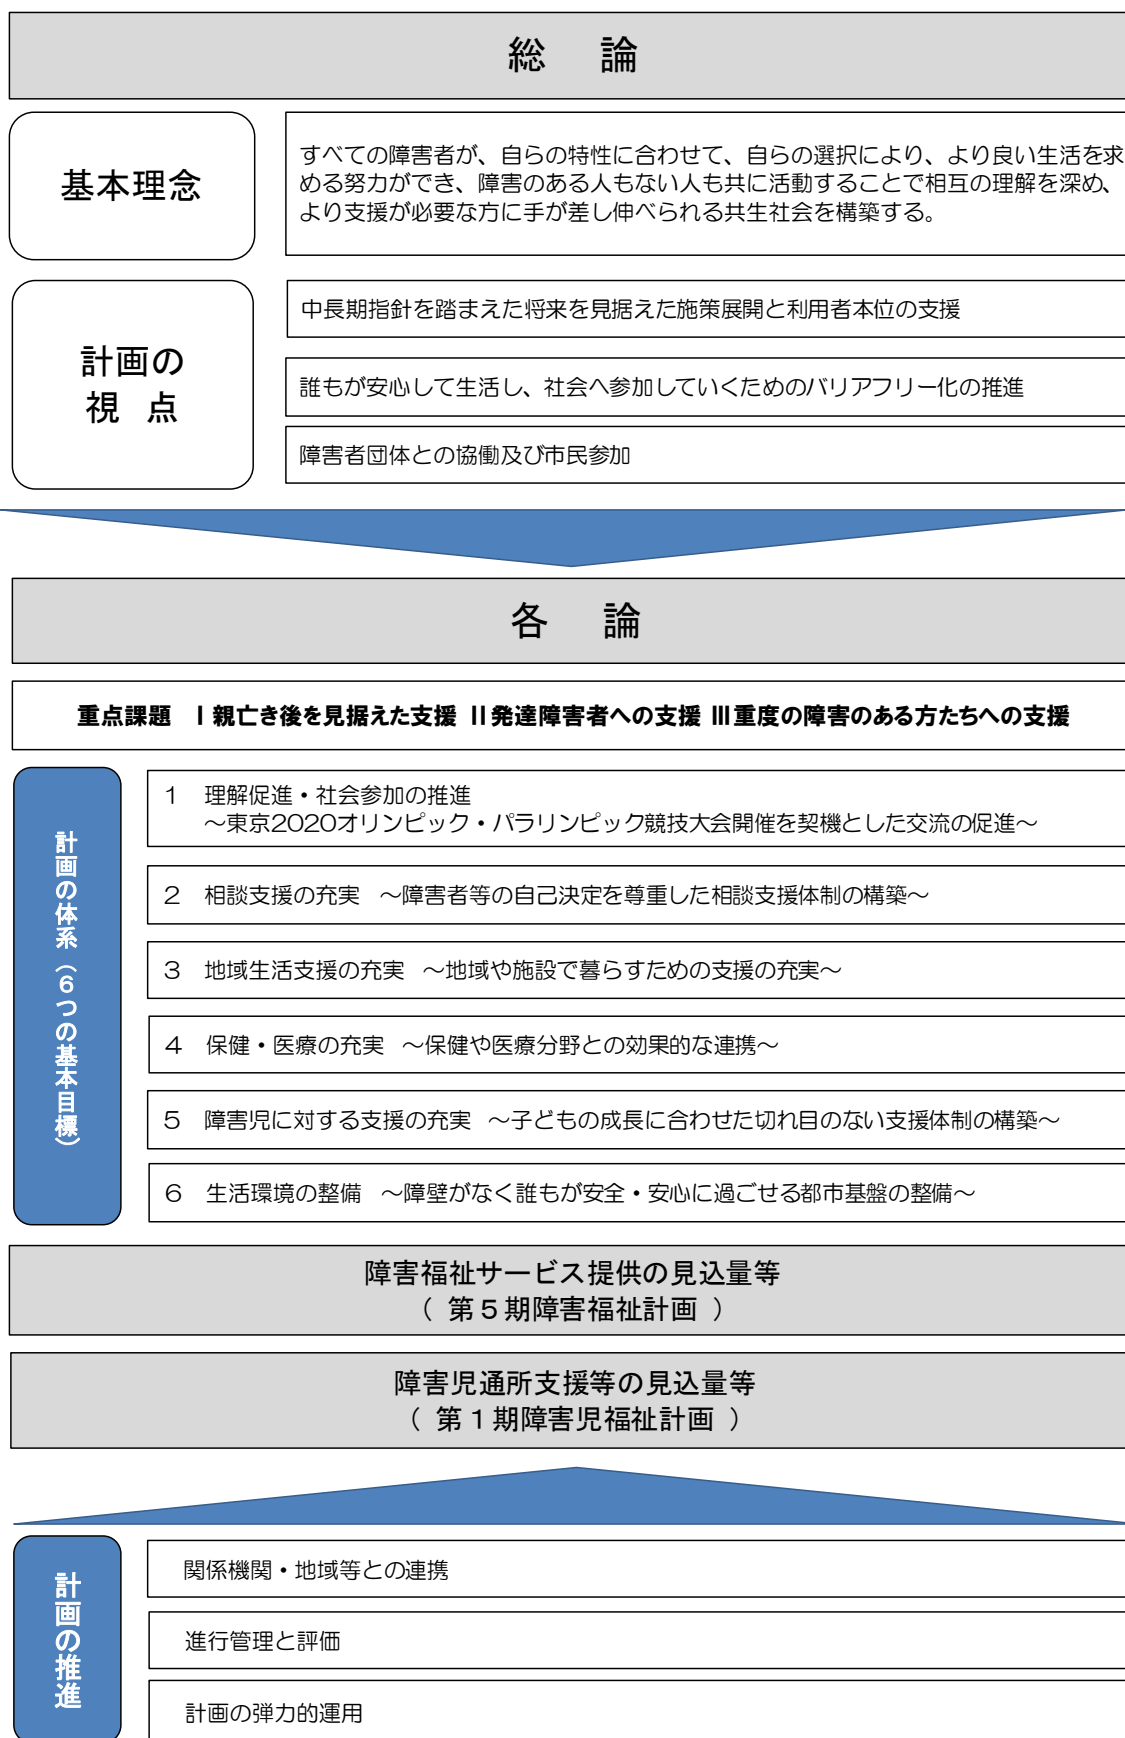 総　論
基本理念
すべての障害者が、自らの特性に合わせて、自らの選択により、より良い生活を求
める努力ができ、障害のある人もない人も共に活動することで相互の理解を深め、
より支援が必要な方に手が差し伸べられる共生社会を構築する。
計画の
視　点
中長期指針を踏まえた将来を見据えた施策展開と利用者本位の支援
誰もが安心して生活し、社会へ参加していくためのバリアフリー化の推進
障害者団体との協働及び市民参加
各　論
重点課題　Ⅰ親亡き後を見据えた支援 Ⅱ発達障害者への支援 Ⅲ重度の障害のある方たちへの支援
計画の体系（６つの基本目標）
１　理解促進・社会参加の推進
～東京2020オリンピック・パラリンピック競技大会開催を契機とした交流の促進～
２　相談支援の充実　～障害者等の自己決定を尊重した相談支援体制の構築～
３　地域生活支援の充実　～地域や施設で暮らすための支援の充実～
４　保健・医療の充実　～保健や医療分野との効果的な連携～
５　障害児に対する支援の充実　～子どもの成長に合わせた切れ目のない支援体制の構築～
６　生活環境の整備　～障壁がなく誰もが安全・安心に過ごせる都市基盤の整備～
障害福祉サービス提供の見込量等
（ 第５期障害福祉計画 ）
障害児通所支援等の見込量等
（ 第１期障害児福祉計画 ）
計画の推進
関係機関・地域等との連携
進行管理と評価
計画の弾力的運用